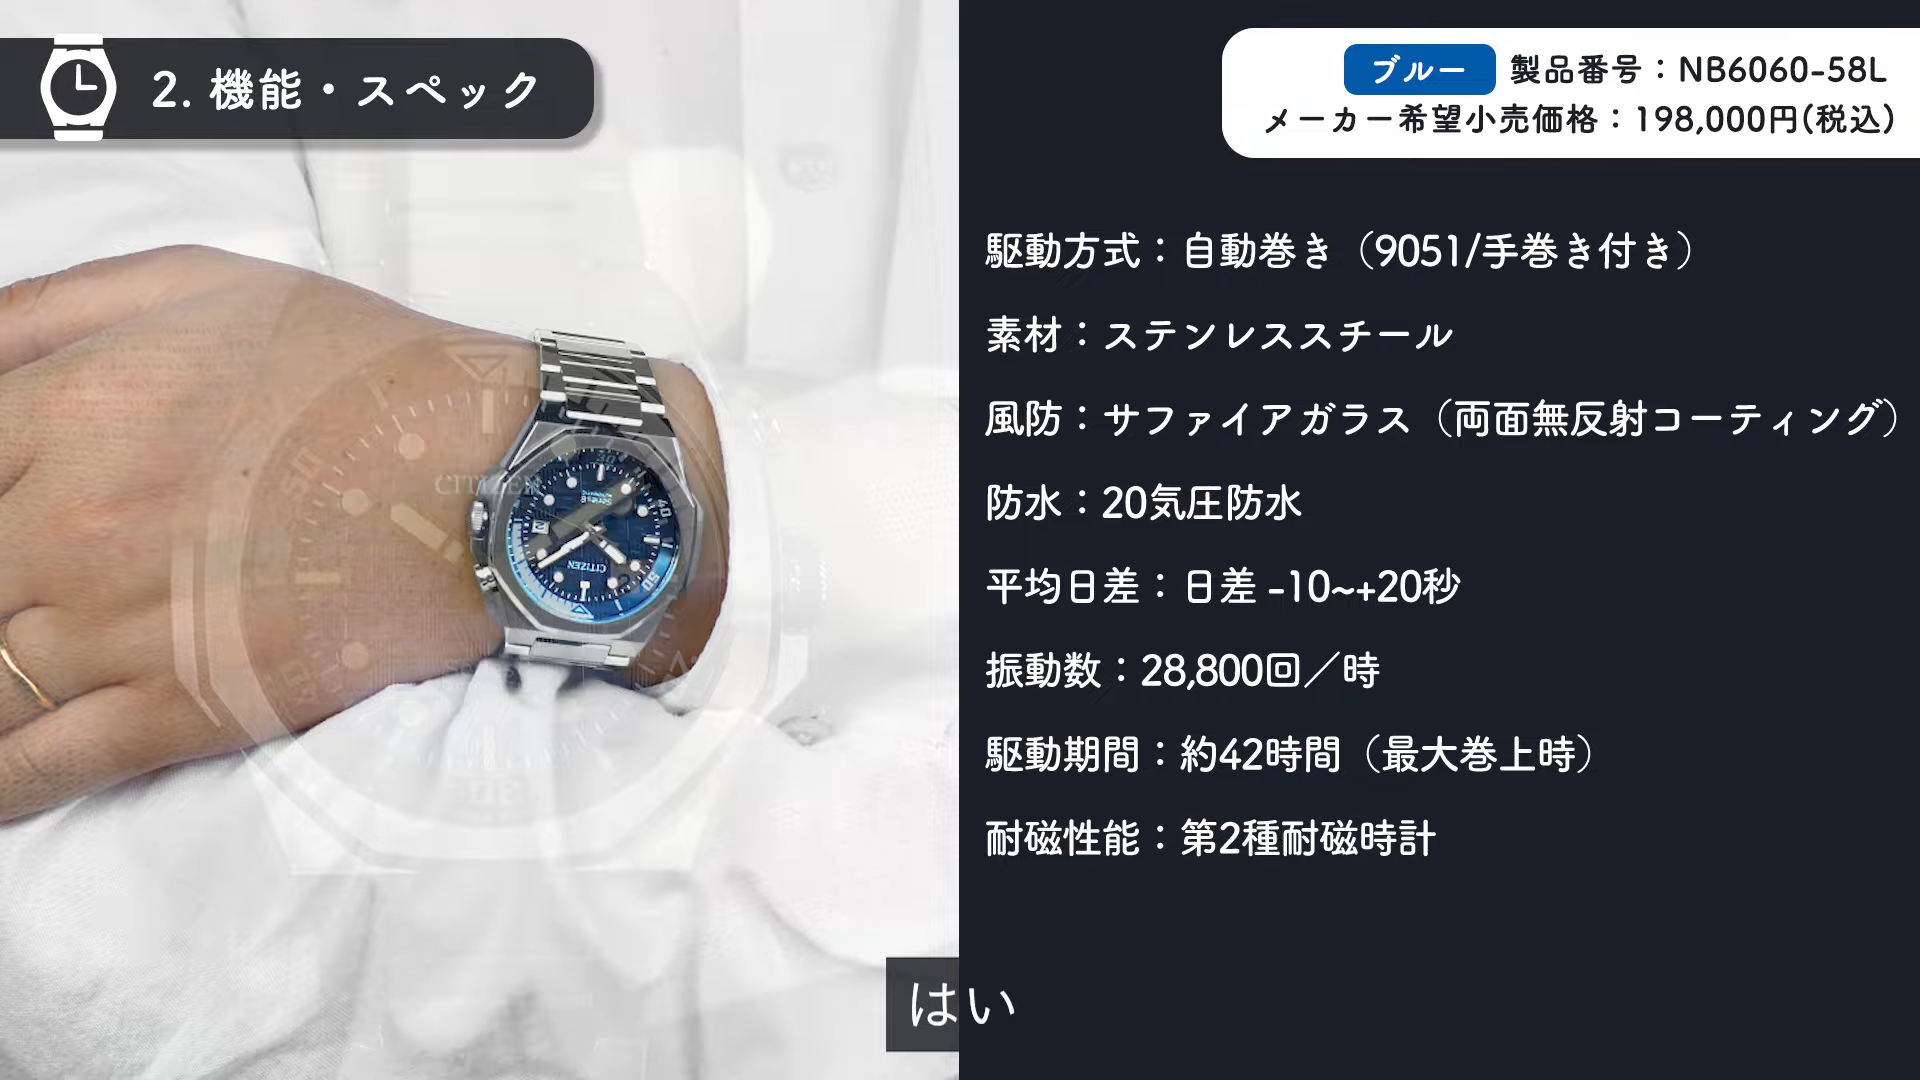 2. 機能・スペック
ブルー 製品番号：NB6060-58L
メーカー希望小売価格：198,000円(税込)
駆動方式：自動巻き（9051/手巻き付き）
素材：ステンレススチール
風防：サファイアガラス（両面無反射コーティング）
防水：20気圧防水
平均日差：日差 -10~+20秒
振動数：28,800回／時
駆動期間：約42時間（最大巻上時）
耐磁性能：第2種耐磁時計
CITIZEN
Series 8
AUTOMATIC
40
50
CITIZEN
はい